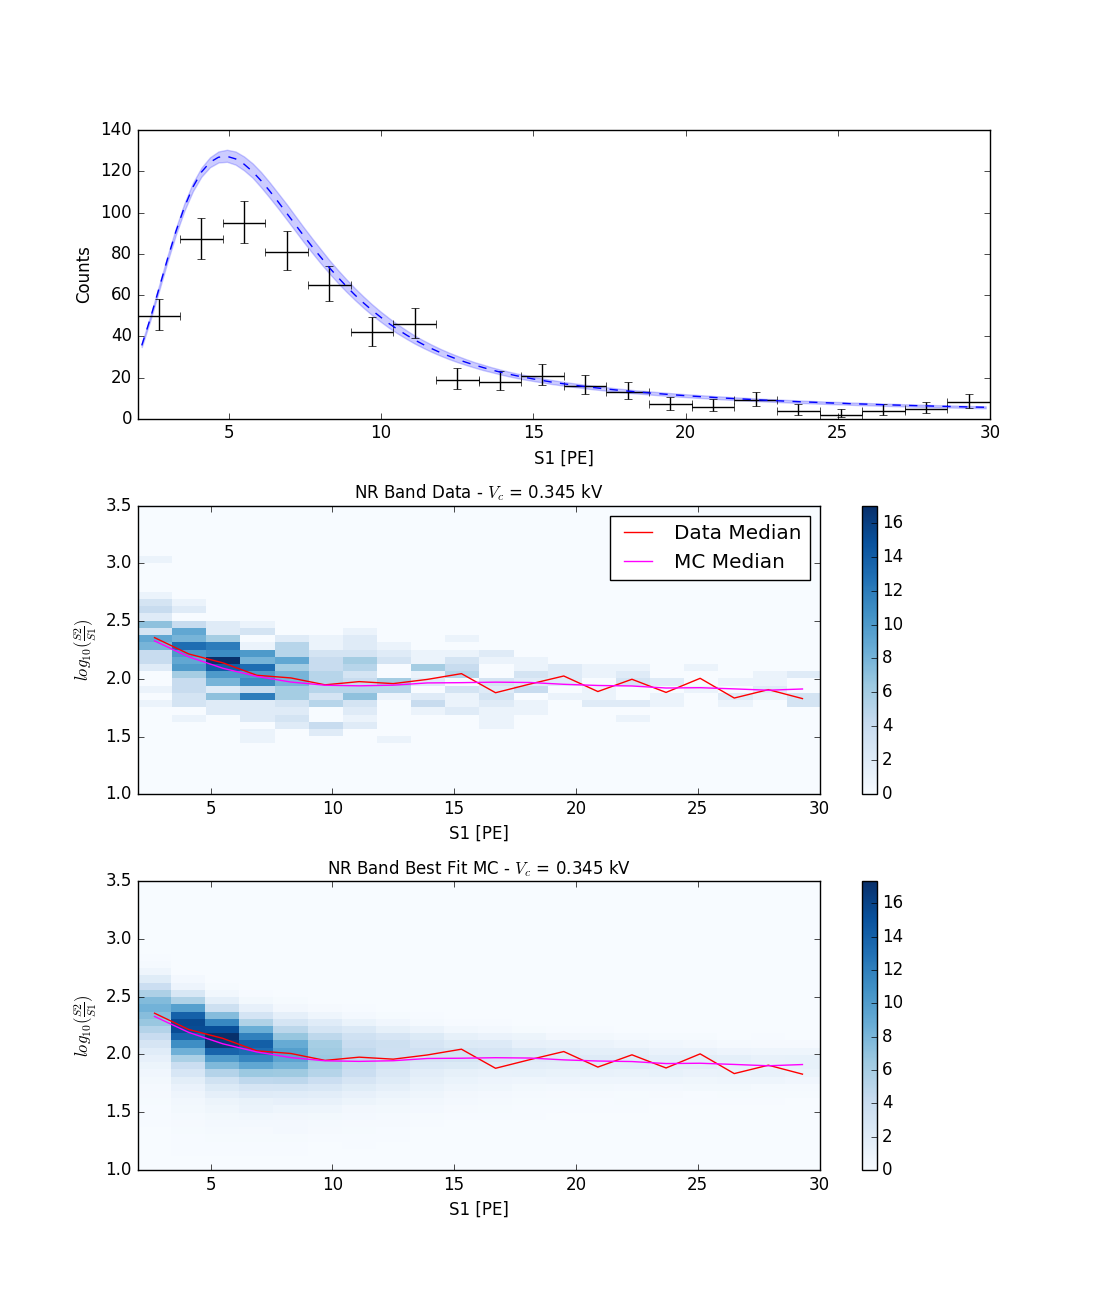 140
120
100
80
60
40
20
0
Counts
5 10 15 20 25 30
S1 [PE]
NR Band Data - V_c = 0.345 kV
3.5
3.0
2.5
2.0
1.5
1.0
log_10(S2/S1)
Data Median
MC Median
16
14
12
10
8
6
4
2
0
5 10 15 20 25 30
S1 [PE]
NR Band Best Fit MC - V_c = 0.345 kV
3.5
3.0
2.5
2.0
1.5
1.0
log_10(S2/S1)
16
14
12
10
8
6
4
2
0
5 10 15 20 25 30
S1 [PE]